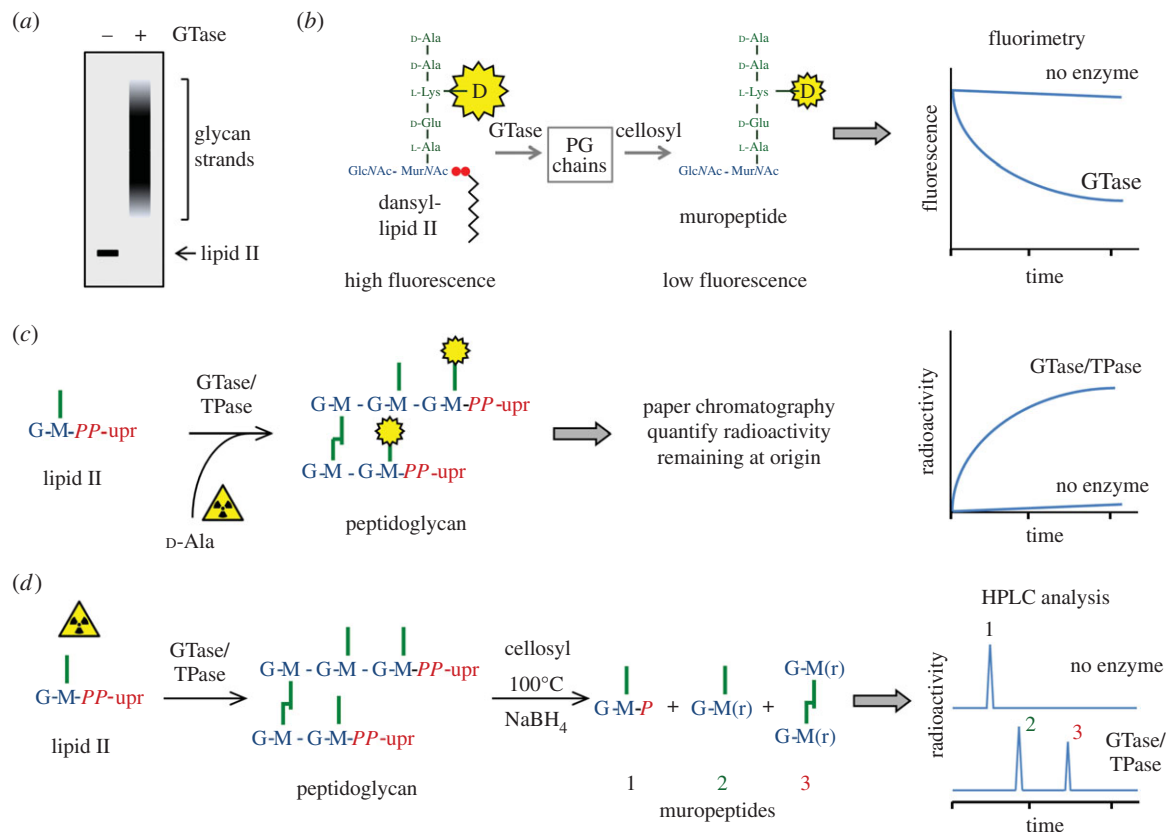 (a)
– + GTase
glycan
strands
lipid II
(b)
D-Ala
D-Ala
L-Lys D
D-Glu
L-Ala
GlcNAc - MurNAc
dansyl-
lipid II
high fluorescence
GTase
PG
chains
cellosyl
D-Ala
D-Ala
L-Lys D
D-Glu
L-Ala
GlcNAc - MurNAc
muropeptide
low fluorescence
fluorimetry
no enzyme
GTase
fluorescence
time
(c)
G-M-PP-upr
lipid II
GTase/
TPase
D-Ala
G-M - G-M - G-M-PP-upr
G-M - G-M-PP-upr
peptidoglycan
paper chromatography
quantify radioactivity
remaining at origin
radioactivity
GTase/TPase
no enzyme
time
(d)
G-M-PP-upr
lipid II
GTase/
TPase
G-M - G-M - G-M-PP-upr
G-M - G-M-PP-upr
peptidoglycan
cellosyl
100°C
NaBH4
G-M-P + G-M(r) + G-M(r)
G-M(r)
1 2 3
muropeptides
HPLC analysis
radioactivity
1
no enzyme
2 3
GTase/
TPase
time